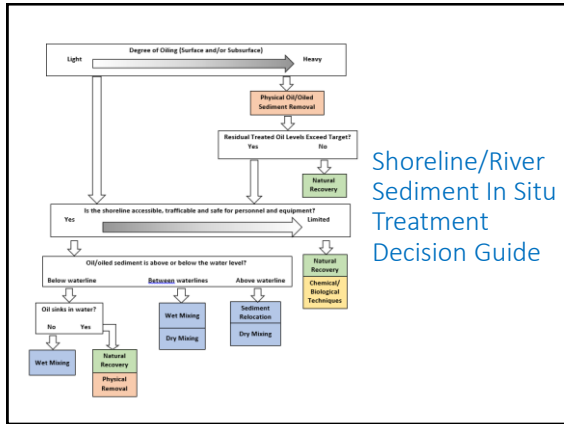 Degree of Oiling (Surface and/or Subsurface)
Light
Heavy
Physical Oil/Oiled
Sediment Removal
Residual Treated Oil Levels Exceed Target?
Yes
No
Natural
Recovery
Shoreline/River
Sediment In Situ
Treatment
Decision Guide
Is the shoreline accessible, trafficable and safe for personnel and equipment?
Yes
Limited
Natural
Recovery
Chemical/
Biological
Techniques
Oil/oiled sediment is above or below the water level?
Below waterline
Between waterlines
Above waterline
Oil sinks in water?
No
Yes
Wet Mixing
Dry Mixing
Sediment
Relocation
Dry Mixing
Wet Mixing
Natural
Recovery
Physical
Removal